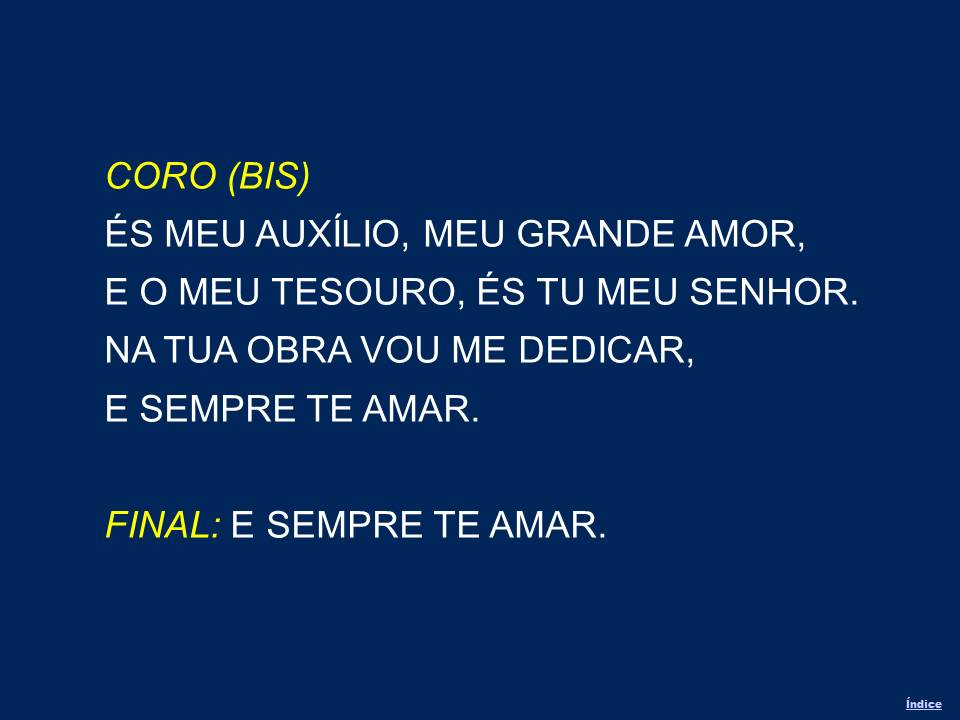 CORO (BIS)
ÉS MEU AUXÍLIO, MEU GRANDE AMOR,
E O MEU TESOURO, ÉS TU MEU SENHOR.
NA TUA OBRA VOU ME DEDICAR,
E SEMPRE TE AMAR.
FINAL: E SEMPRE TE AMAR.
Índice